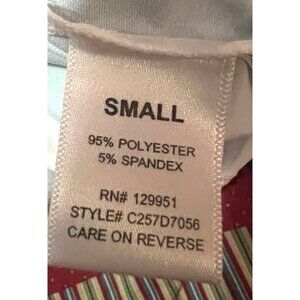 SMALL
95% POLYESTER
5% SPANDEX
RN# 129951
STYLE# C257D7056
CARE ON REVERSE